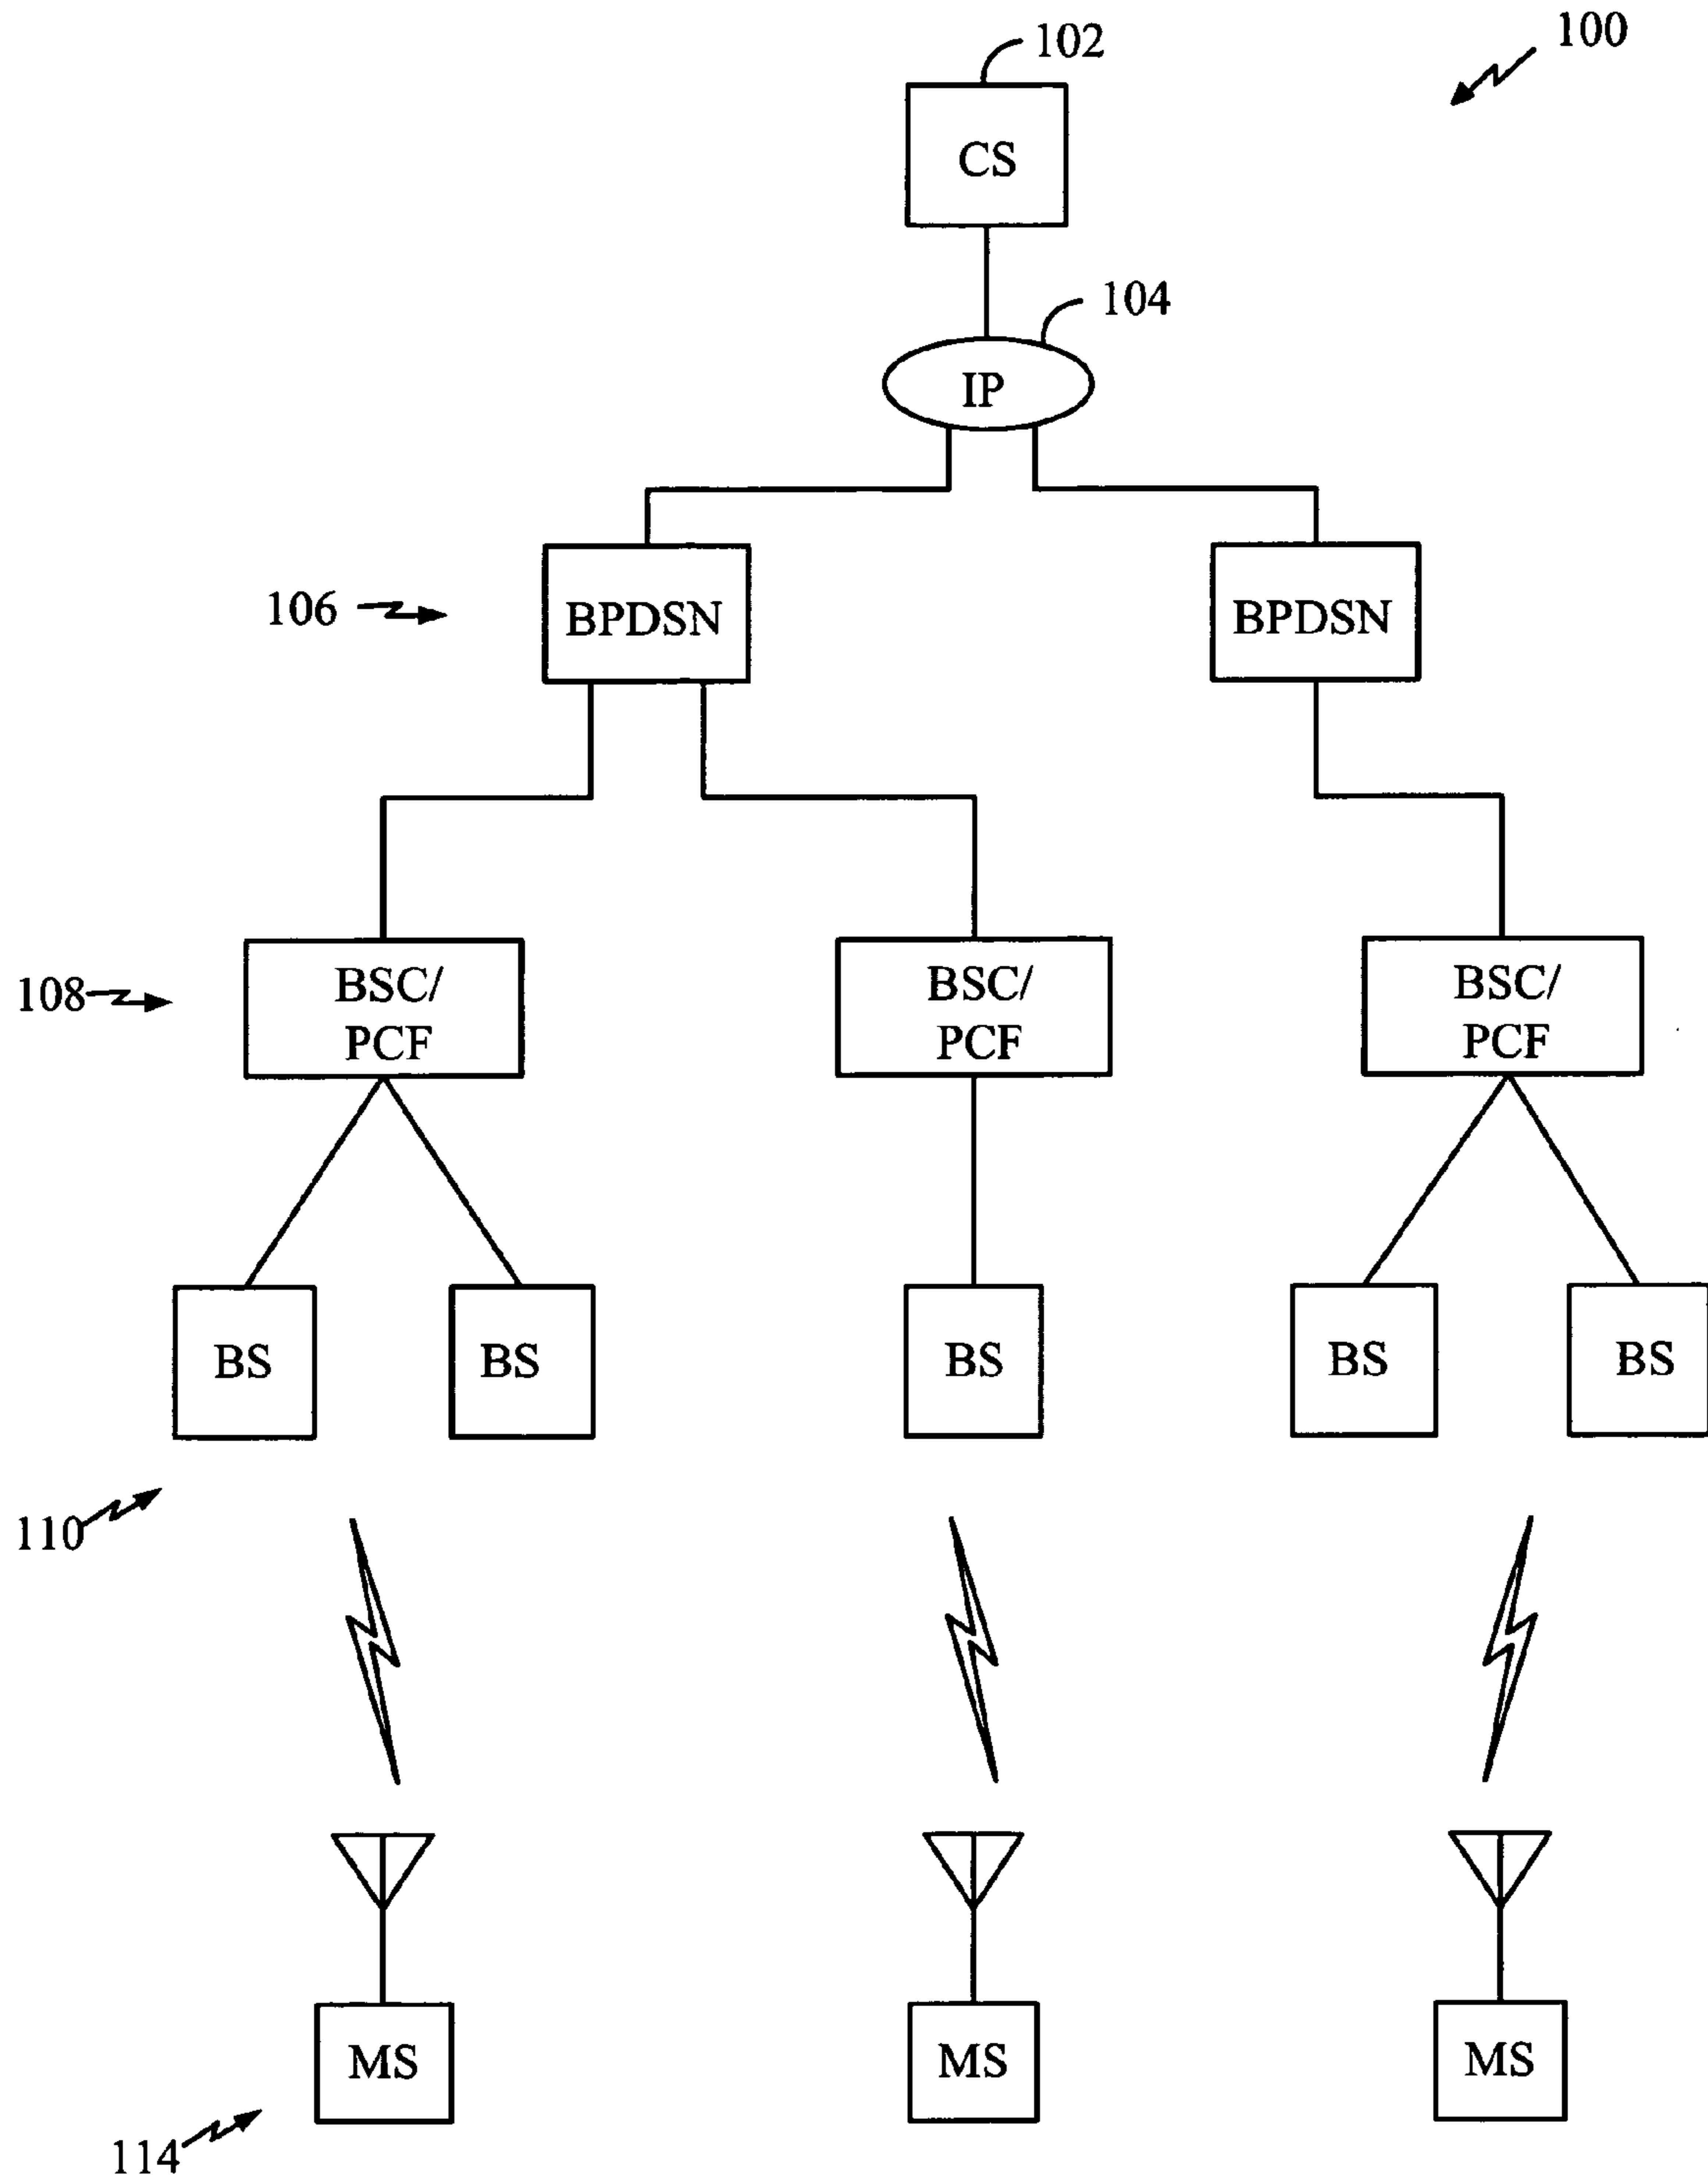 102
100
CS
104
IP
106
BPDSN
BPDSN
108
BSC/
PCF
BSC/
PCF
BSC/
PCF
BS
BS
BS
BS
BS
110
MS
MS
MS
114